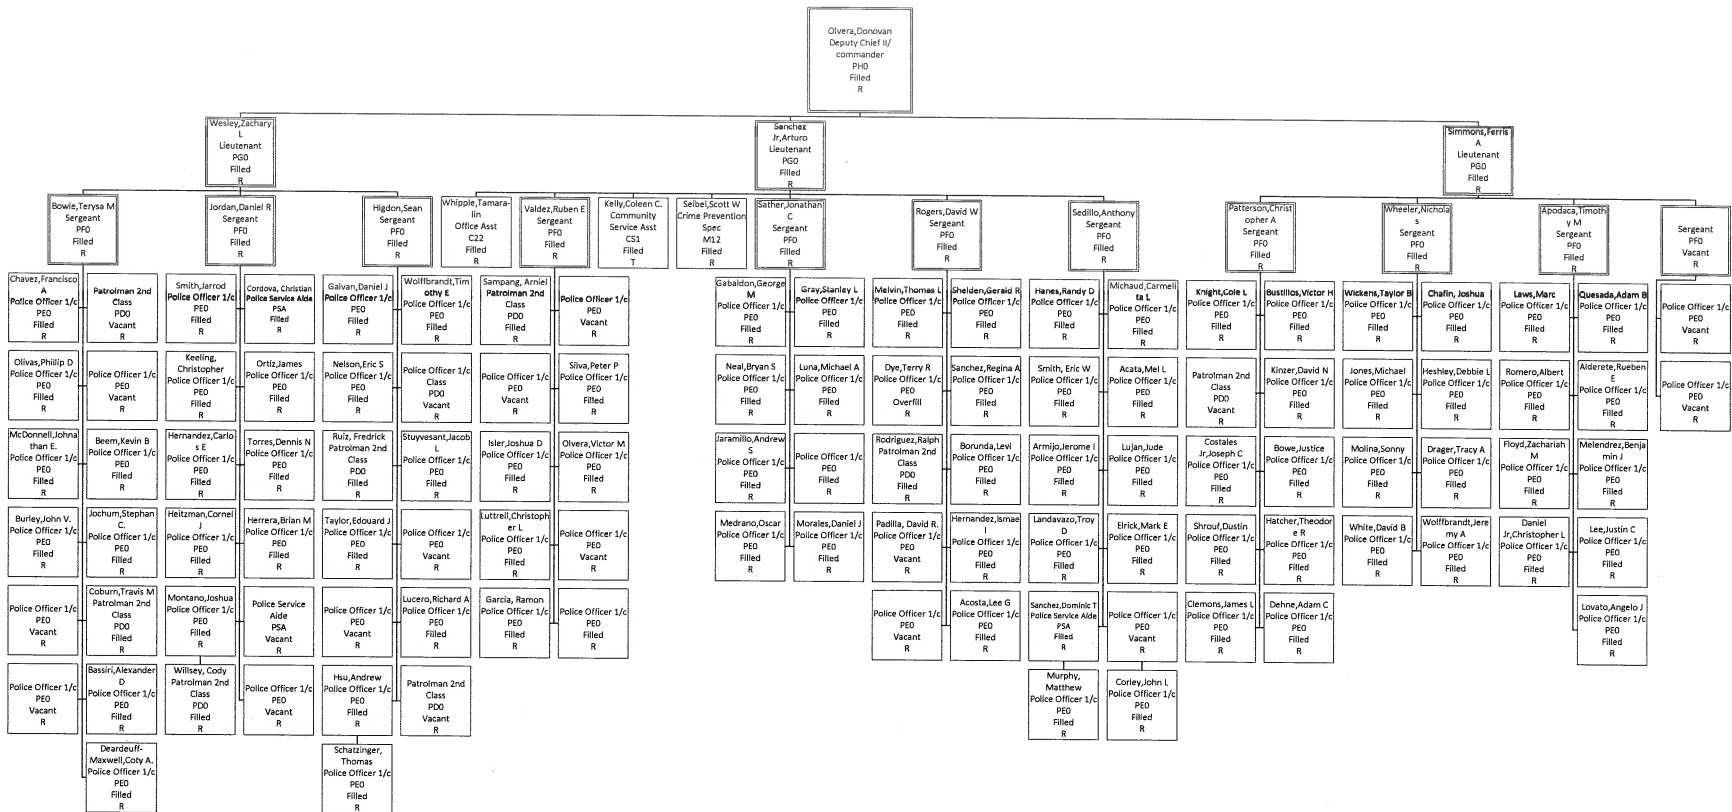 Olvera,Donovan
Deputy Chief II/
commander
PH0
Filled
R
Wesley,Zachary
L
Lieutenant
PG0
Filled
R
Sanchez
Jr,Arturo
Lieutenant
PG0
Filled
R
Simmons,Ferris
A
Lieutenant
PG0
Filled
R
Bowie,Terysa M
Sergeant
PF0
Filled
R
Jordan,Daniel R
Sergeant
PF0
Filled
R
Higdon,Sean
Sergeant
PF0
Filled
R
Whipple,Tamara-
lin
Office Asst
C22
Filled
R
Valdez,Ruben E
Sergeant
PF0
Filled
R
Kelly,Coleen C.
Community
Service Asst
C51
Filled
T
Seibel,Scott W
Crime Prevention
Spec
M12
Filled
R
Sather,Jonathan
C
Sergeant
PF0
Filled
R
Rogers,David W
Sergeant
PF0
Filled
R
Sedillo,Anthony
Sergeant
PF0
Filled
R
Patterson,Christ
opher A
Sergeant
PF0
Filled
R
Wheeler,Nichola
s
Sergeant
PF0
Filled
R
Apodaca,Timoth
y M
Sergeant
PF0
Filled
R
Sergeant
PF0
Vacant
R
Chavez,Francisco
A
Police Officer 1/c
PE0
Filled
R
Patrolman 2nd
Class
PD0
Vacant
R
Smith,Jarrod
Police Officer 1/c
PE0
Filled
R
Cordova, Christian
Police Service Aide
PSA
Filled
R
Galvan,Daniel J
Police Officer 1/c
PE0
Filled
R
Wolffbrandt,Tim
othy E
Police Officer 1/c
PE0
Filled
R
Sampang, Arniel
Patrolman 2nd
Class
PD0
Filled
R
Police Officer 1/c
PE0
Vacant
R
Gabaldon,George
M
Police Officer 1/c
PE0
Filled
R
Gray,Stanley L
Police Officer 1/c
PE0
Filled
R
Melvin,Thomas L
Police Officer 1/c
PE0
Filled
R
Shelden,Gerald R
Police Officer 1/c
PE0
Filled
R
Hanes,Randy D
Police Officer 1/c
PE0
Filled
R
Michaud,Carmeli
ta L
Police Officer 1/c
PE0
Filled
R
Knight,Cole L
Police Officer 1/c
PE0
Filled
R
Bustillos,Victor H
Police Officer 1/c
PE0
Filled
R
Wickens,Taylor B
Police Officer 1/c
PE0
Filled
R
Chafin, Joshua
Police Officer 1/c
PE0
Filled
R
Laws,Marc
Police Officer 1/c
PE0
Filled
R
Quesada,Adam B
Police Officer 1/c
PE0
Filled
R
Police Officer 1/c
PE0
Vacant
R
Olivas,Phillip D
Police Officer 1/c
PE0
Filled
R
Police Officer 1/c
PE0
Vacant
R
Keeling,
Christopher
Police Officer 1/c
PE0
Filled
R
Ortiz,James
Police Officer 1/c
PE0
Filled
R
Nelson,Eric S
Police Officer 1/c
PE0
Filled
R
Police Officer 1/c
Class
PD0
Vacant
R
Police Officer 1/c
PE0
Vacant
R
Silva,Peter P
Police Officer 1/c
PE0
Filled
R
Neal,Bryan S
Police Officer 1/c
PE0
Filled
R
Luna,Michael A
Police Officer 1/c
PE0
Filled
R
Dye,Terry R
Police Officer 1/c
PE0
Overfill
R
Sanchez,Regina A
Police Officer 1/c
PE0
Filled
R
Smith, Eric W
Police Officer 1/c
PE0
Filled
R
Acata,Mel L
Police Officer 1/c
PE0
Filled
R
Patrolman 2nd
Class
PD0
Vacant
R
Kinzer,David N
Police Officer 1/c
PE0
Filled
R
Jones,Michael
Police Officer 1/c
PE0
Filled
R
Heshley,Debbie L
Police Officer 1/c
PE0
Filled
R
Romero,Albert
Police Officer 1/c
PE0
Filled
R
Alderete,Rueben
E
Police Officer 1/c
PE0
Filled
R
Police Officer 1/c
PE0
Vacant
R
McDonnell,Johna
than E.
Police Officer 1/c
PE0
Filled
R
Beem,Kevin B
Police Officer 1/c
PE0
Filled
R
Hernandez,Carlo
s E
Police Officer 1/c
PE0
Filled
R
Torres,Dennis N
Police Officer 1/c
PE0
Filled
R
Ruiz, Fredrick
Patrolman 2nd
Class
PD0
Filled
R
Stuyvesant,Jacob
L
Police Officer 1/c
PE0
Filled
R
Isler,Joshua D
Police Officer 1/c
PE0
Filled
R
Olvera,Victor M
Police Officer 1/c
PE0
Filled
R
Jaramillo,Andrew
S
Police Officer 1/c
PE0
Filled
R
Police Officer 1/c
PE0
Filled
R
Rodriguez,Ralph
Patrolman 2nd
Class
PD0
Filled
R
Borunda,Levi
Police Officer 1/c
PE0
Filled
R
Armijo,Jerome I
Police Officer 1/c
PE0
Filled
R
Lujan,Jude
Police Officer 1/c
PE0
Filled
R
Costales
Jr,Joseph C
Police Officer 1/c
PE0
Filled
R
Bowe,Justice
Police Officer 1/c
PE0
Filled
R
Molina,Sonny
Police Officer 1/c
PE0
Filled
R
Drager,Tracy A
Police Officer 1/c
PE0
Filled
R
Floyd,Zachariah
M
Police Officer 1/c
PE0
Filled
R
Melendrez,Benja
min J
Police Officer 1/c
PE0
Filled
R
Burley,John V.
Police Officer 1/c
PE0
Filled
R
Jochum,Stephan
C.
Police Officer 1/c
PE0
Filled
R
Heitzman,Cornel
J
Police Officer 1/c
PE0
Filled
R
Herrera,Brian M
Police Officer 1/c
PE0
Filled
R
Taylor,Edouard J
Police Officer 1/c
PE0
Filled
R
Police Officer 1/c
PE0
Vacant
R
Luttrell,Christoph
er L
Police Officer 1/c
PE0
Filled
R
Police Officer 1/c
PE0
Vacant
R
Medrano,Oscar
Police Officer 1/c
PE0
Filled
R
Morales,Daniel J
Police Officer 1/c
PE0
Filled
R
Padilla, David R.
Police Officer 1/c
PE0
Vacant
R
Hernandez,Ismae
l
Police Officer 1/c
PE0
Filled
R
Landavazo,Troy
D
Police Officer 1/c
PE0
Filled
R
Elrick,Mark E
Police Officer 1/c
PE0
Filled
R
Shrouf,Dustin
Police Officer 1/c
PE0
Filled
R
Hatcher,Theodor
e R
Police Officer 1/c
PE0
Filled
R
White,David B
Police Officer 1/c
PE0
Filled
R
Wolffbrandt,Jere
my A
Police Officer 1/c
PE0
Filled
R
Daniel
Jr,Christopher L
Police Officer 1/c
PE0
Filled
R
Lee,Justin C
Police Officer 1/c
PE0
Filled
R
Police Officer 1/c
PE0
Vacant
R
Coburn,Travis M
Patrolman 2nd
Class
PD0
Filled
R
Montano,Joshua
Police Officer 1/c
PE0
Filled
R
Police Service
Aide
PSA
Vacant
R
Police Officer 1/c
PE0
Vacant
R
Lucero,Richard A
Police Officer 1/c
PE0
Filled
R
Garcia, Ramon
Police Officer 1/c
PE0
Filled
R
Police Officer 1/c
PE0
Filled
R
Police Officer 1/c
PE0
Vacant
R
Acosta,Lee G
Police Officer 1/c
PE0
Filled
R
Sanchez,Dominic T
Police Service Aide
PSA
Filled
R
Police Officer 1/c
PE0
Vacant
R
Clemons,James L
Police Officer 1/c
PE0
Filled
R
Dehne,Adam C
Police Officer 1/c
PE0
Filled
R
Lovato,Angelo J
Police Officer 1/c
PE0
Filled
R
Police Officer 1/c
PE0
Vacant
R
Bassiri,Alexander
D
Police Officer 1/c
PE0
Filled
R
Willsey, Cody
Patrolman 2nd
Class
PD0
Filled
R
Police Officer 1/c
PE0
Vacant
R
Hsu,Andrew
Police Officer 1/c
PE0
Filled
R
Patrolman 2nd
Class
PD0
Vacant
R
Murphy,
Matthew
Police Officer 1/c
PE0
Filled
R
Corley,John L
Police Officer 1/c
PE0
Filled
R
Deardeuff-
Maxwell,Coty A.
Police Officer 1/c
PE0
Filled
R
Schatzinger,
Thomas
Police Officer 1/c
PE0
Filled
R